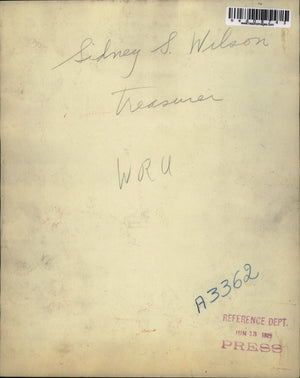 Sidney S. Wilson
Treasurer
WRU
A3362
REFERENCE DEPT.
PRESS